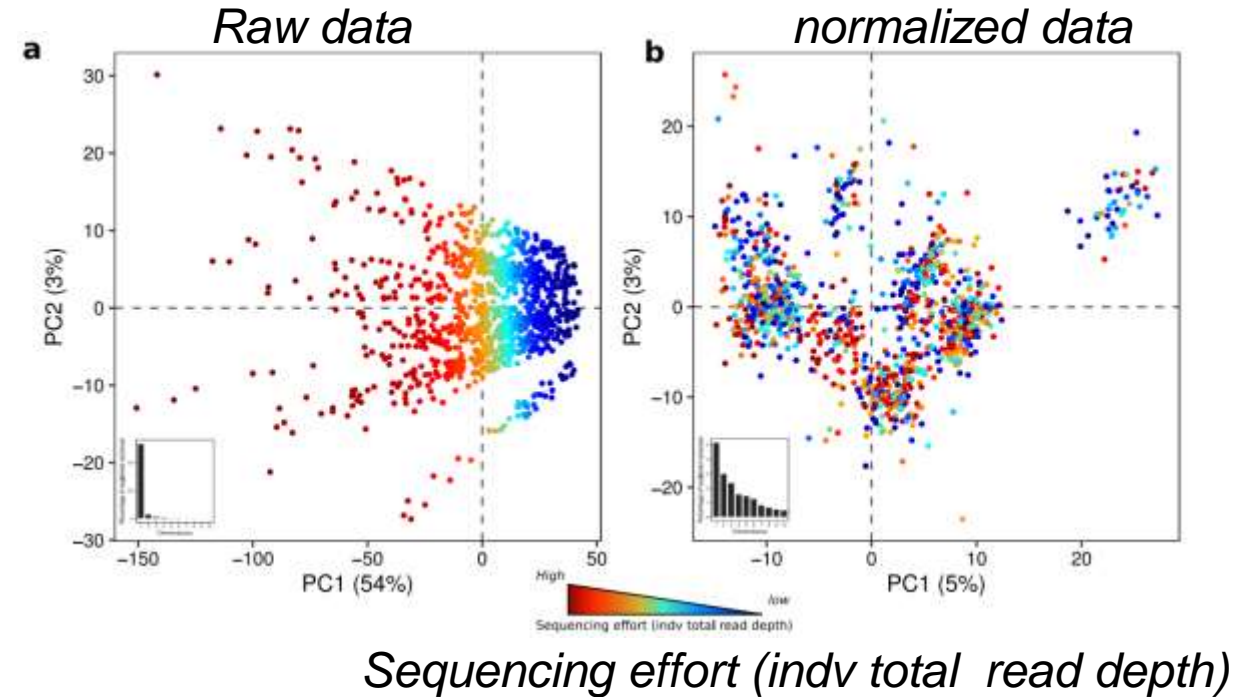 Raw data
normalized data
a
b
30
20
10
0
−10
−20
−30
PC2 (3%)
−150
−100
−50
0
50
PC1 (54%)
20
10
0
−10
−20
PC2 (3%)
−10
0
10
20
PC1 (5%)
High
low
Sequencing effort (indv total read depth)
Sequencing effort (indv total read depth)